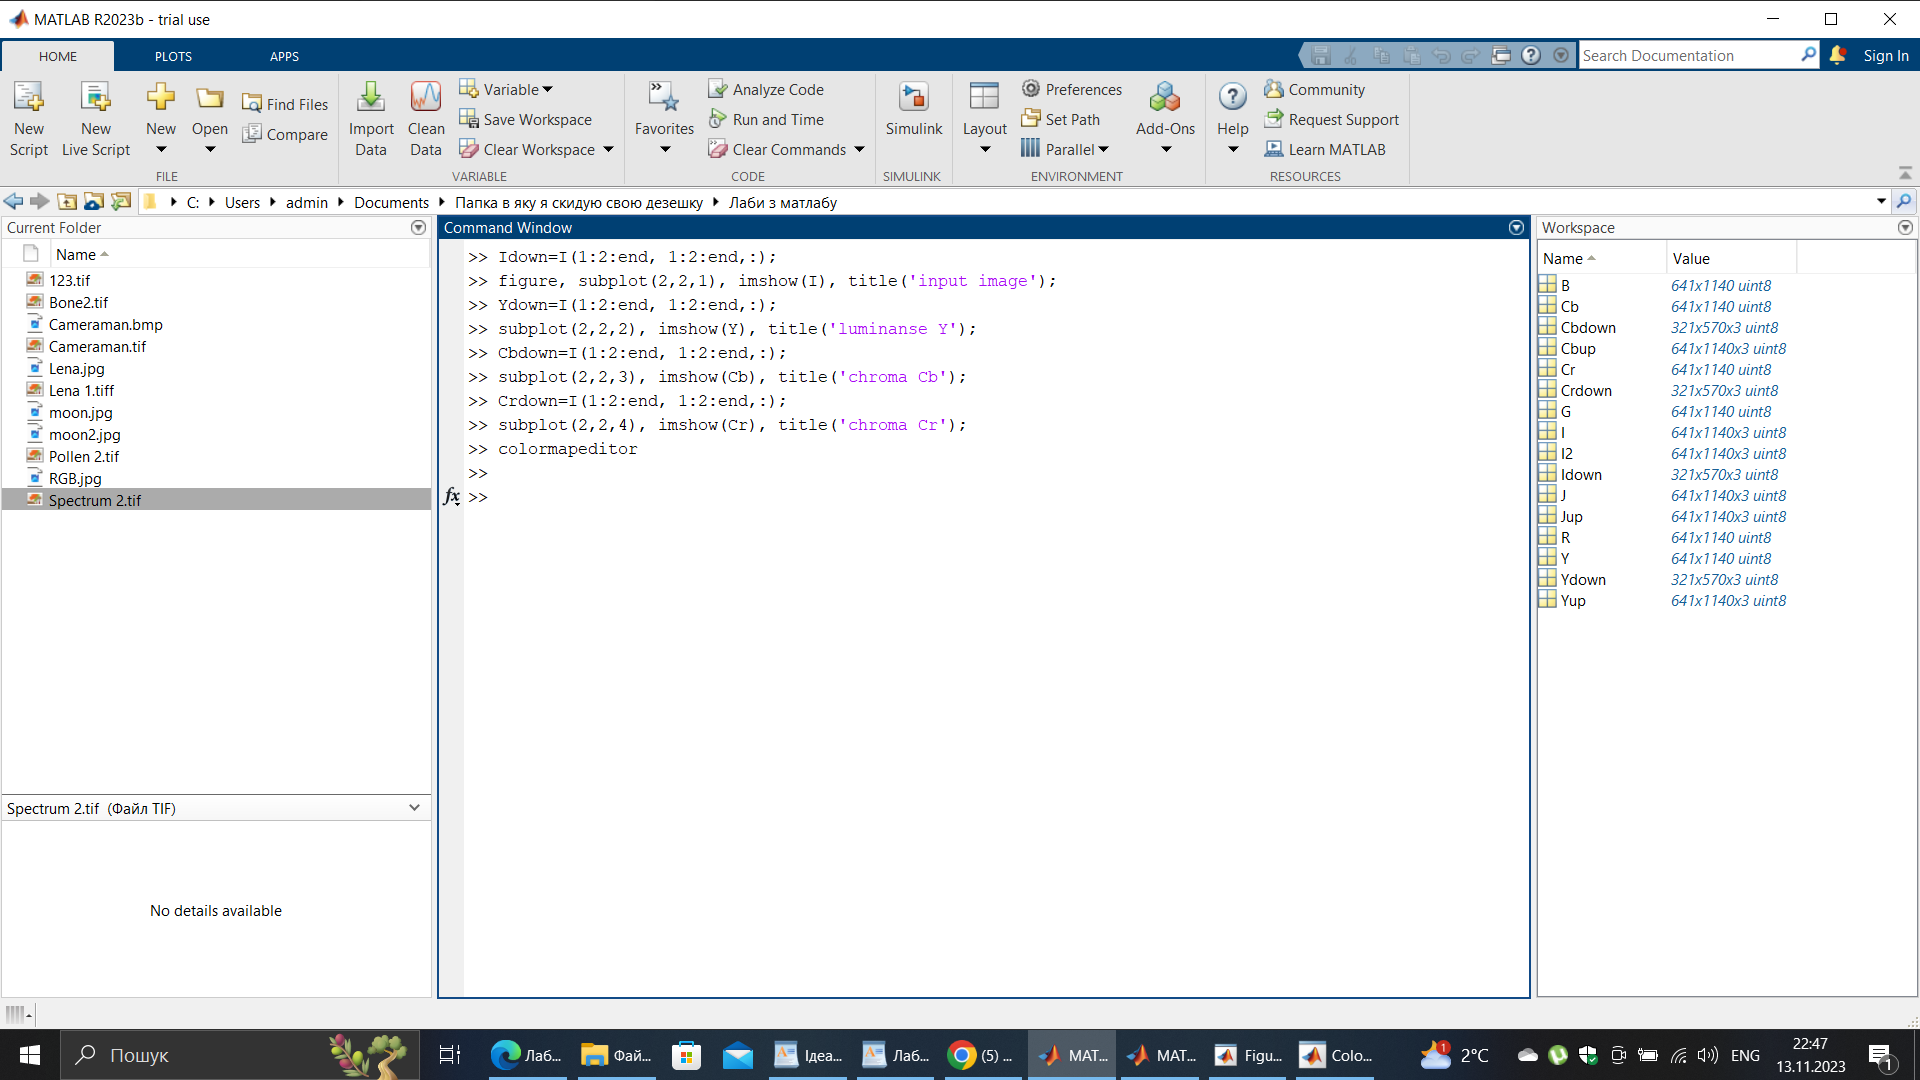 MATLAB R2023b - trial use
HOME PLOTS APPS
Search Documentation
Sign In
New Script
New Live Script
New
Open
Find Files
Compare
FILE
Import Data
Clean Data
Variable
Save Workspace
Clear Workspace
VARIABLE
Favorites
Analyze Code
Run and Time
Clear Commands
CODE
Simulink
SIMULINK
Layout
Preferences
Set Path
Parallel
Add-Ons
ENVIRONMENT
Help
Community
Request Support
Learn MATLAB
RESOURCES
C: Users admin Documents Папка в яку я скидую свою дезешку Лаби з матлабу
Current Folder
Name
123.tif
Bone2.tif
Cameraman.bmp
Cameraman.tif
Lena.jpg
Lena 1.tiff
moon.jpg
moon2.jpg
Pollen 2.tif
RGB.jpg
Spectrum 2.tif
Spectrum 2.tif (Файл TIF)
No details available
Command Window
>> Idown=I(1:2:end, 1:2:end,:);
>> figure, subplot(2,2,1), imshow(I), title('input image');
>> Ydown=I(1:2:end, 1:2:end,:);
>> subplot(2,2,2), imshow(Y), title('luminanse Y');
>> Cbdown=I(1:2:end, 1:2:end,:);
>> subplot(2,2,3), imshow(Cb), title('chroma Cb');
>> Crdown=I(1:2:end, 1:2:end,:);
>> subplot(2,2,4), imshow(Cr), title('chroma Cr');
>> colormapeditor
>>
fx >>
Workspace
Name Value
B 641x1140 uint8
Cb 641x1140 uint8
Cbdown 321x570x3 uint8
Cbup 641x1140x3 uint8
Cr 641x1140 uint8
Crdown 321x570x3 uint8
G 641x1140 uint8
I 641x1140x3 uint8
I2 641x1140x3 uint8
Idown 321x570x3 uint8
J 641x1140x3 uint8
Jup 641x1140x3 uint8
R 641x1140 uint8
Y 641x1140 uint8
Ydown 321x570x3 uint8
Yup 641x1140x3 uint8
Пошук
Лаб...
Фай...
Ідеа...
Лаб...
(5) ...
MAT...
MAT...
Figu...
Colo...
1
2°C
ENG
22:47
13.11.2023
1